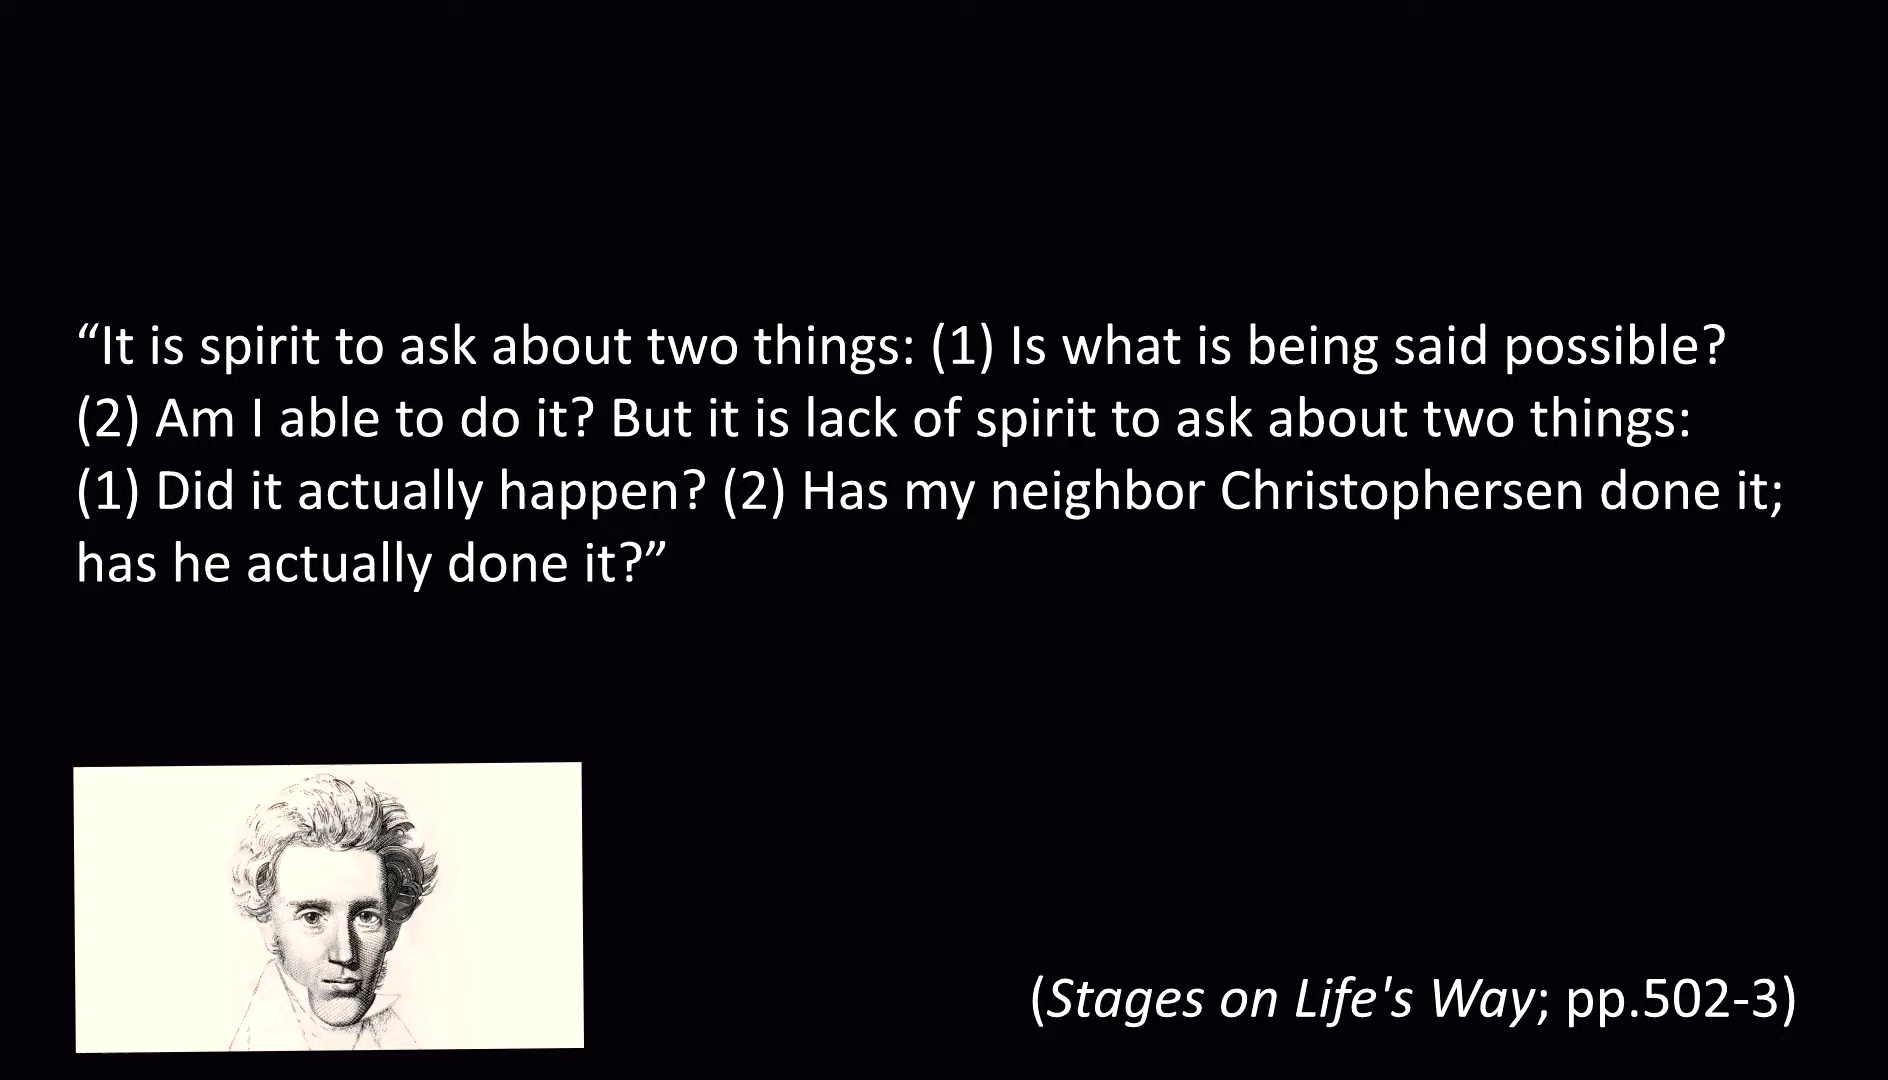 “It is spirit to ask about two things: (1) Is what is being said possible?
(2) Am I able to do it? But it is lack of spirit to ask about two things:
(1) Did it actually happen? (2) Has my neighbor Christophersen done it;
has he actually done it?”
(Stages on Life's Way; pp.502-3)